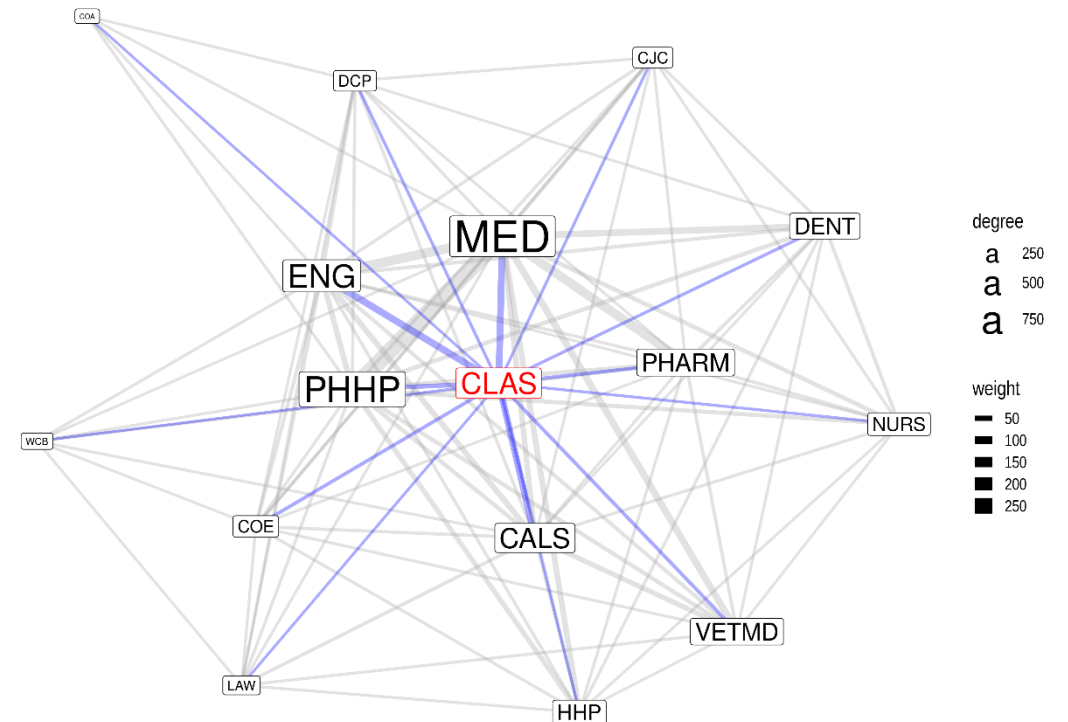 COA
CJC
DCP
DENT
MED
ENG
PHARM
CLAS
PHHP
NURS
WCB
COE
CALS
VETMD
LAW
HHP
degree
a 250
a 500
a 750
weight
50
100
150
200
250